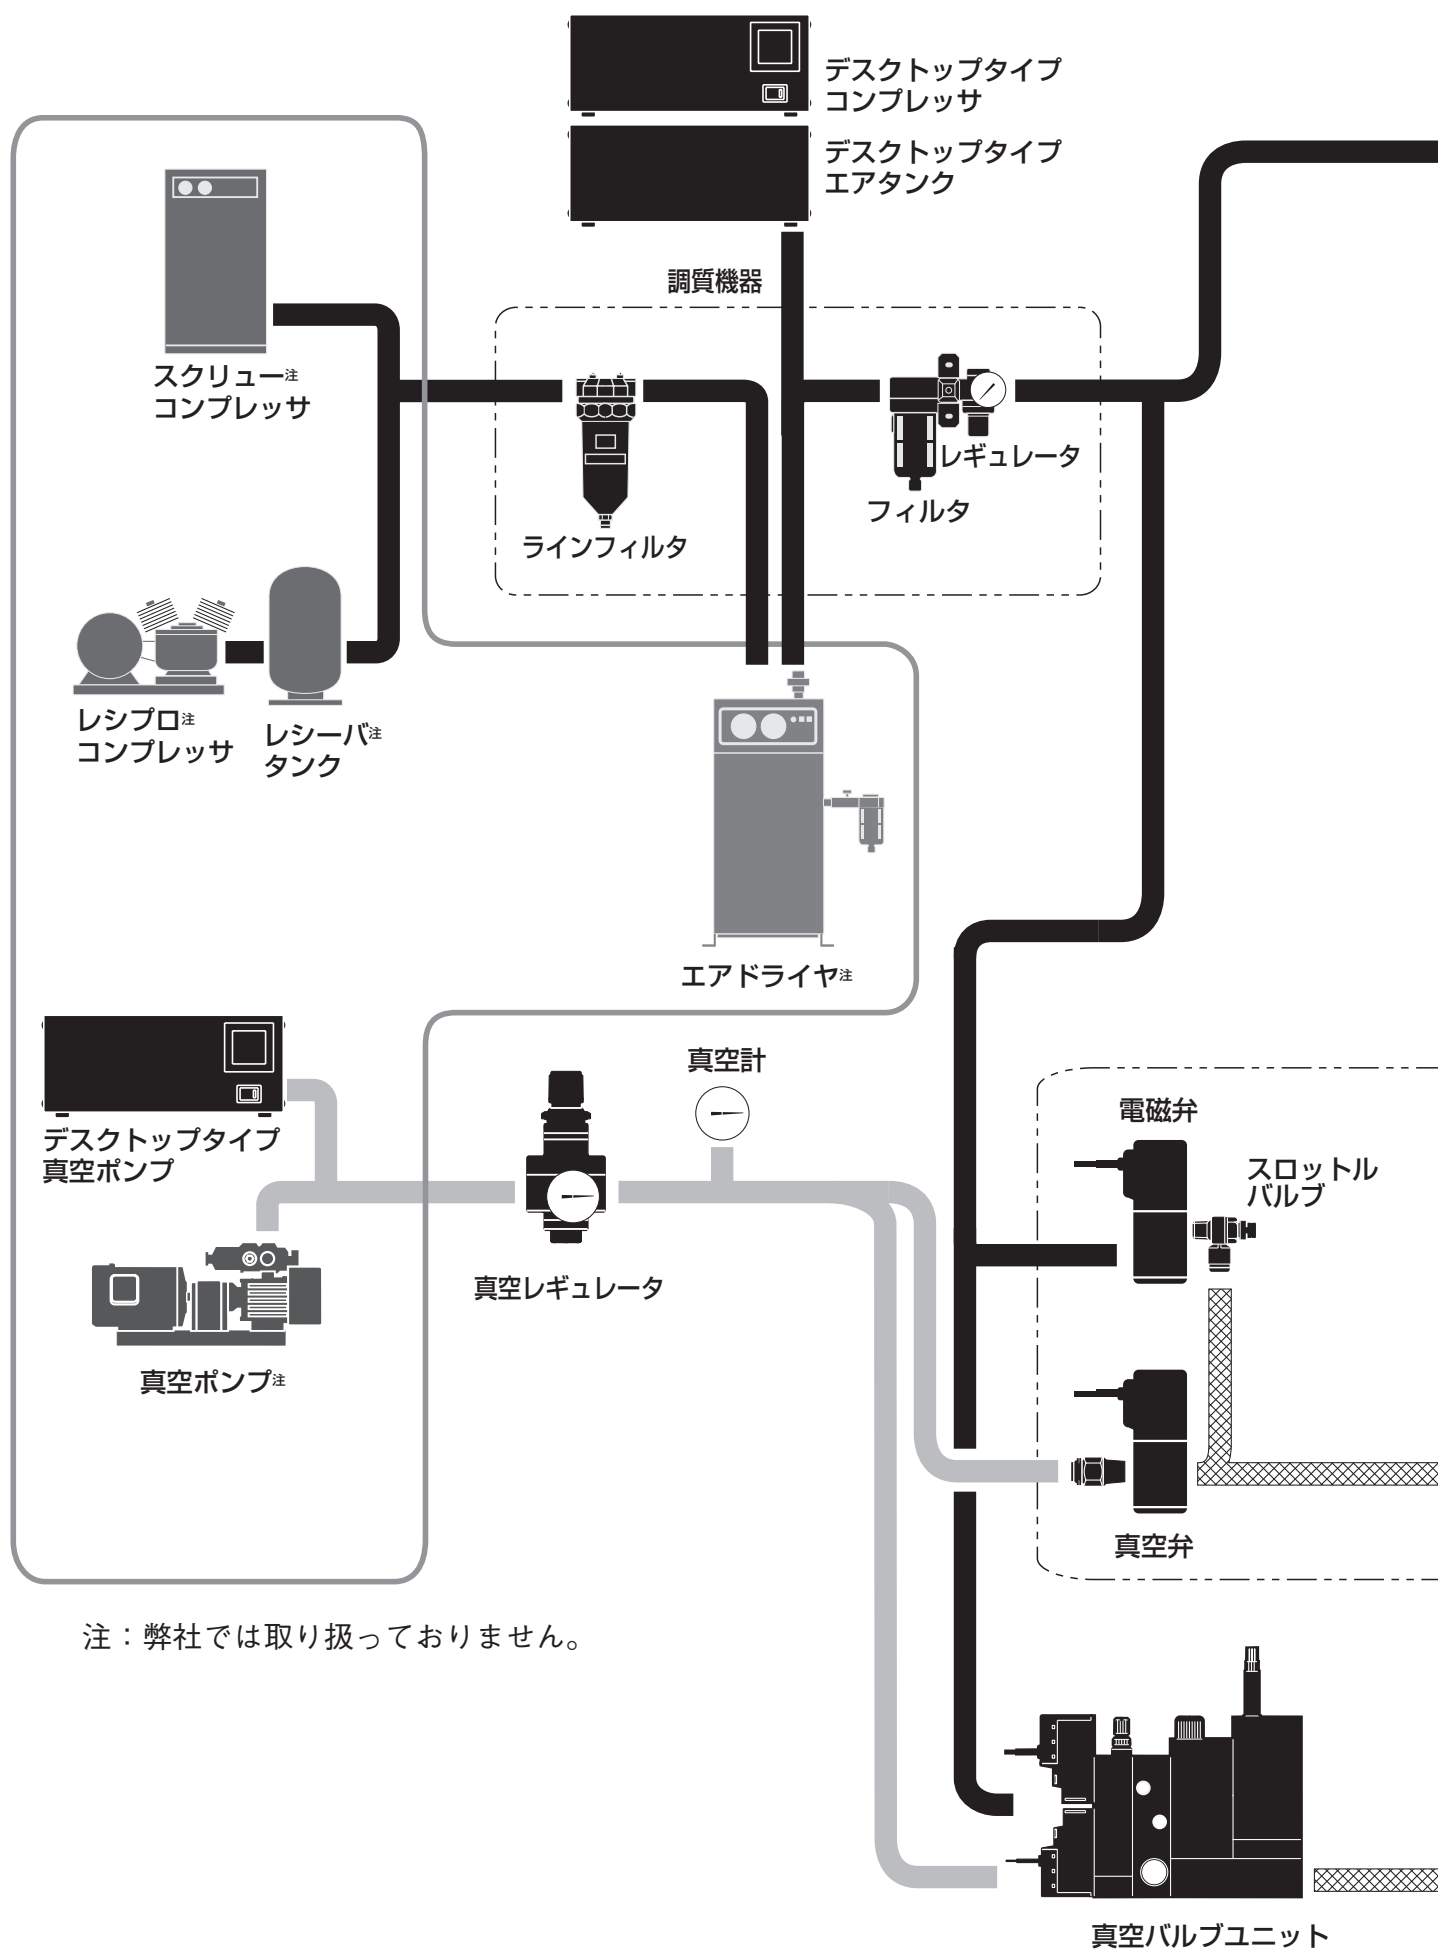 デスクトップタイプ
コンプレッサ
デスクトップタイプ
エアタンク
調質機器
スクリュー注
コンプレッサ
レギュレータ
フィルタ
ラインフィルタ
レシプロ注
コンプレッサ
レシーバ注
タンク
エアドライヤ注
真空計
デスクトップタイプ
真空ポンプ
電磁弁
スロットル
バルブ
真空レギュレータ
真空ポンプ注
真空弁
注：弊社では取り扱っておりません。
真空バルブユニット